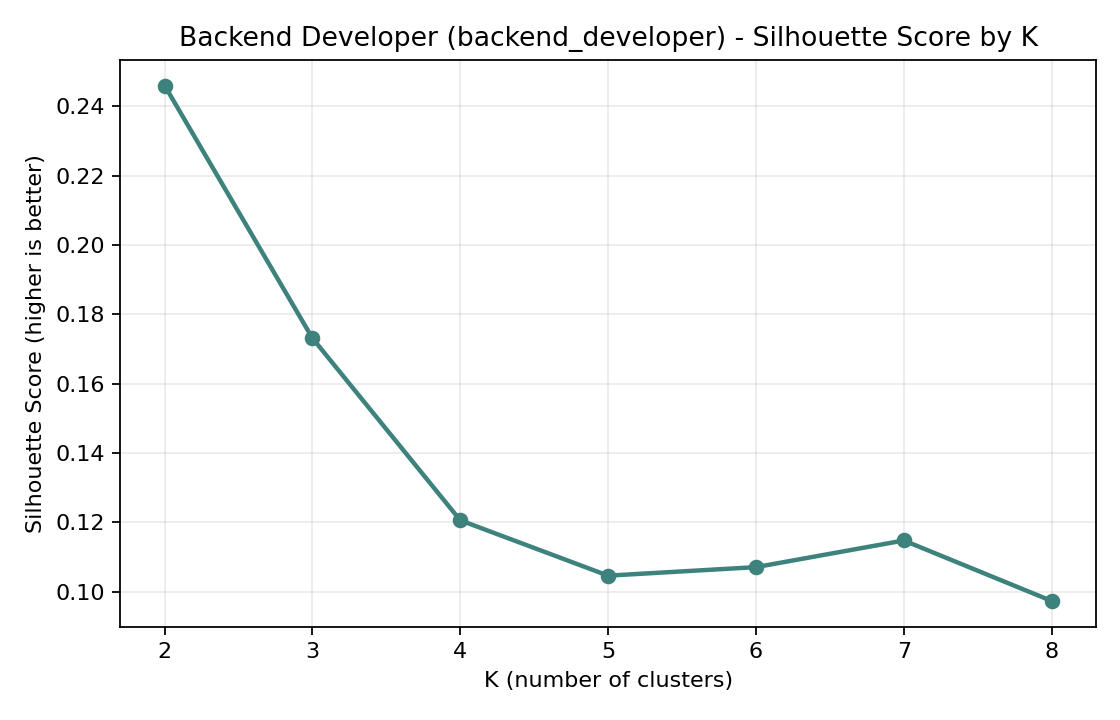 Backend Developer (backend_developer) - Silhouette Score by K
Silhouette Score (higher is better)
0.24
0.22
0.20
0.18
0.16
0.14
0.12
0.10
2 3 4 5 6 7 8
K (number of clusters)